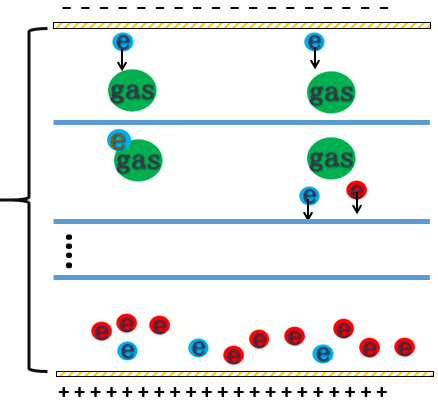 - - - - - - - - - - - - - - - - - - - - -
e e
gas gas
e
gas gas
e e
e e e e e e
e e e e e e
+ + + + + + + + + + + + + + + + + + + + +